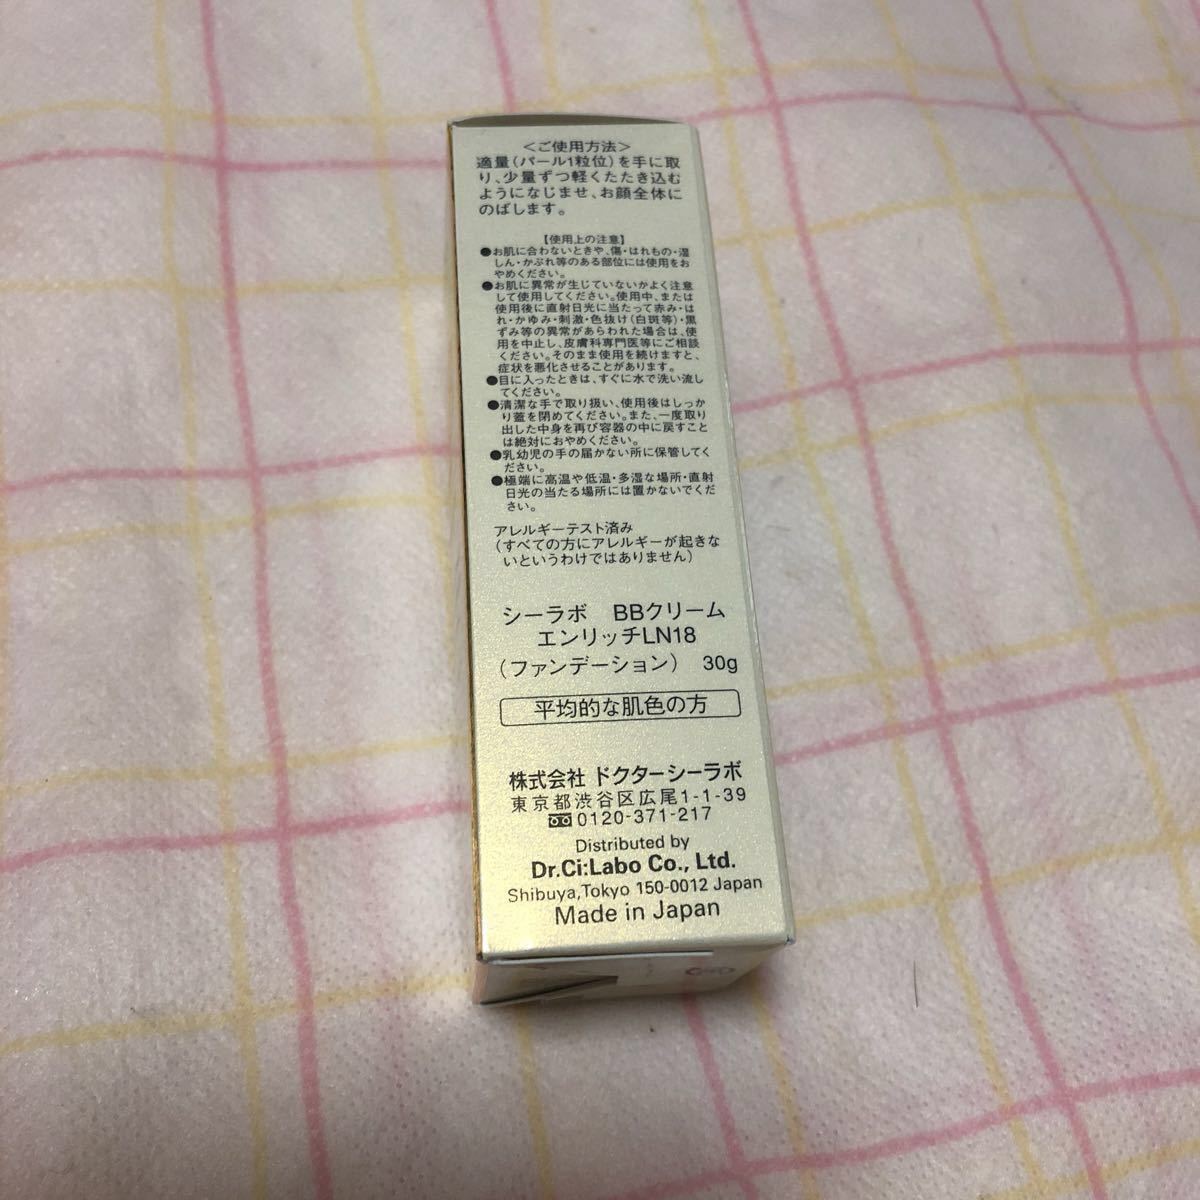 ＜ご使用方法＞
適量(パール1粒位)を手に取
り、少量ずつ軽くたたき込む
ようになじませ、お顔全体に
のばします。
【使用上の注意】
●お肌に合わないときや、傷・はれもの・湿
しん・かぶれ等のある部位には使用をお
やめください。
●お肌に異常が生じていないかよく注意
して使用してください。使用中、または
使用後に直射日光に当たって赤み・は
れ・かゆみ・刺激・色抜け(白斑等)・黒
ずみ等の異常があらわれた場合は、使
用を中止し、皮膚科専門医等にご相談
ください。そのまま使用を続けますと、
症状を悪化させることがあります。
●目に入ったときは、すぐに水で洗い流し
てください。
●清潔な手で取り扱い、使用後はしっか
り蓋を閉めてください。また、一度取り
出した中身を再び容器の中に戻すこと
は絶対におやめください。
●乳幼児の手の届かない所に保管してく
ださい。
●極端に高温や低温・多湿な場所・直射
日光の当たる場所には置かないでくだ
さい。
アレルギーテスト済み
(すべての方にアレルギーが起きな
いというわけではありません)
シーラボ　BBクリーム
エンリッチLN18
(ファンデーション)　30g
平均的な肌色の方
株式会社 ドクターシーラボ
東京都渋谷区広尾1-1-39
0120-371-217
Distributed by
Dr.Ci:Labo Co., Ltd.
Shibuya,Tokyo 150-0012 Japan
Made in Japan